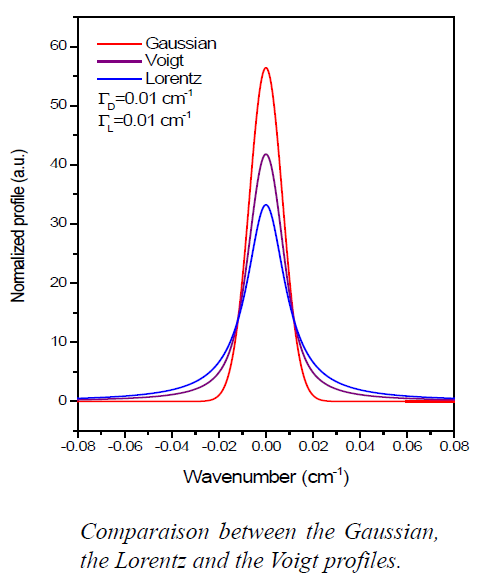 Gaussian
Voigt
Lorentz
Γ_D=0.01 cm⁻¹
Γ_L=0.01 cm⁻¹
60
50
40
30
20
10
0
Normalized profile (a.u.)
-0.08 -0.06 -0.04 -0.02 0.00 0.02 0.04 0.06 0.08
Wavenumber (cm⁻¹)
Comparaison between the Gaussian,
the Lorentz and the Voigt profiles.